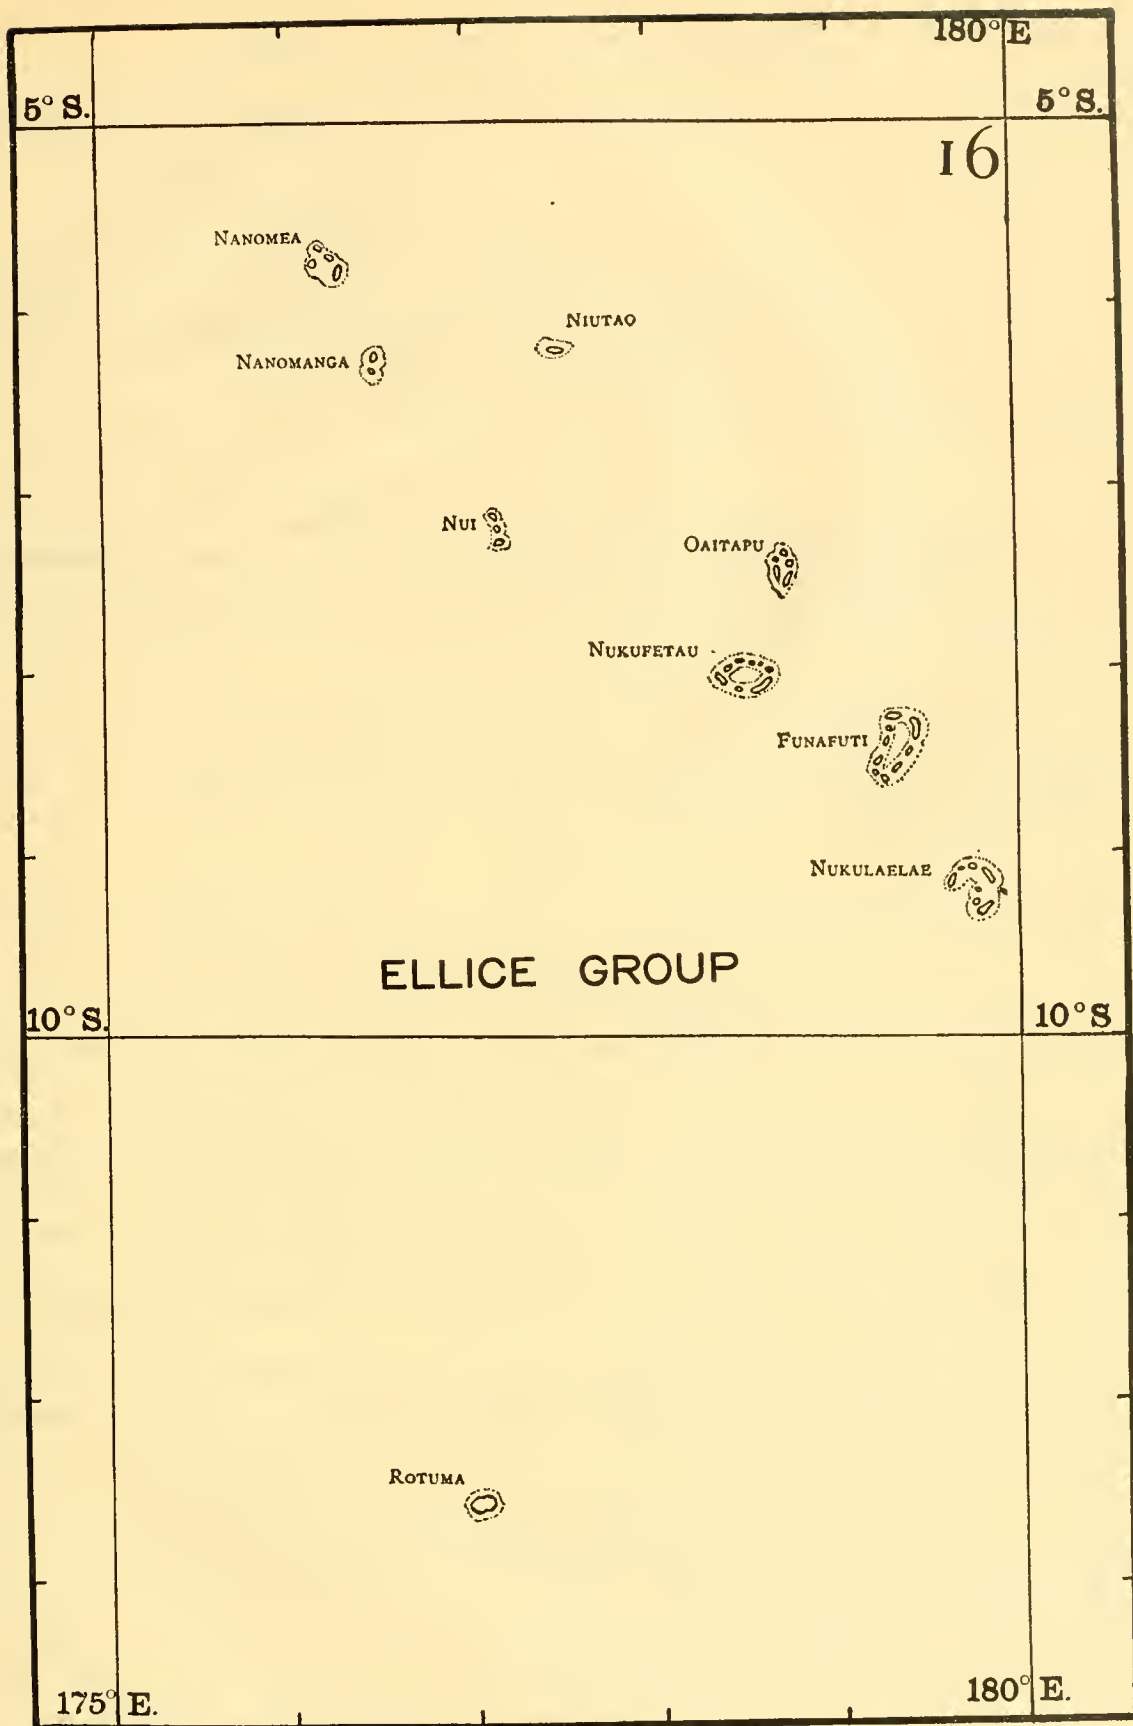 180° E
5° S.
5° S.
16
NANOMEA
NIUTAO
NANOMANGA
NUI
OAITAPU
NUKUFETAU
FUNAFUTI
NUKULAELAE
ELLICE GROUP
10° S.
10° S
ROTUMA
175° E.
180° E.